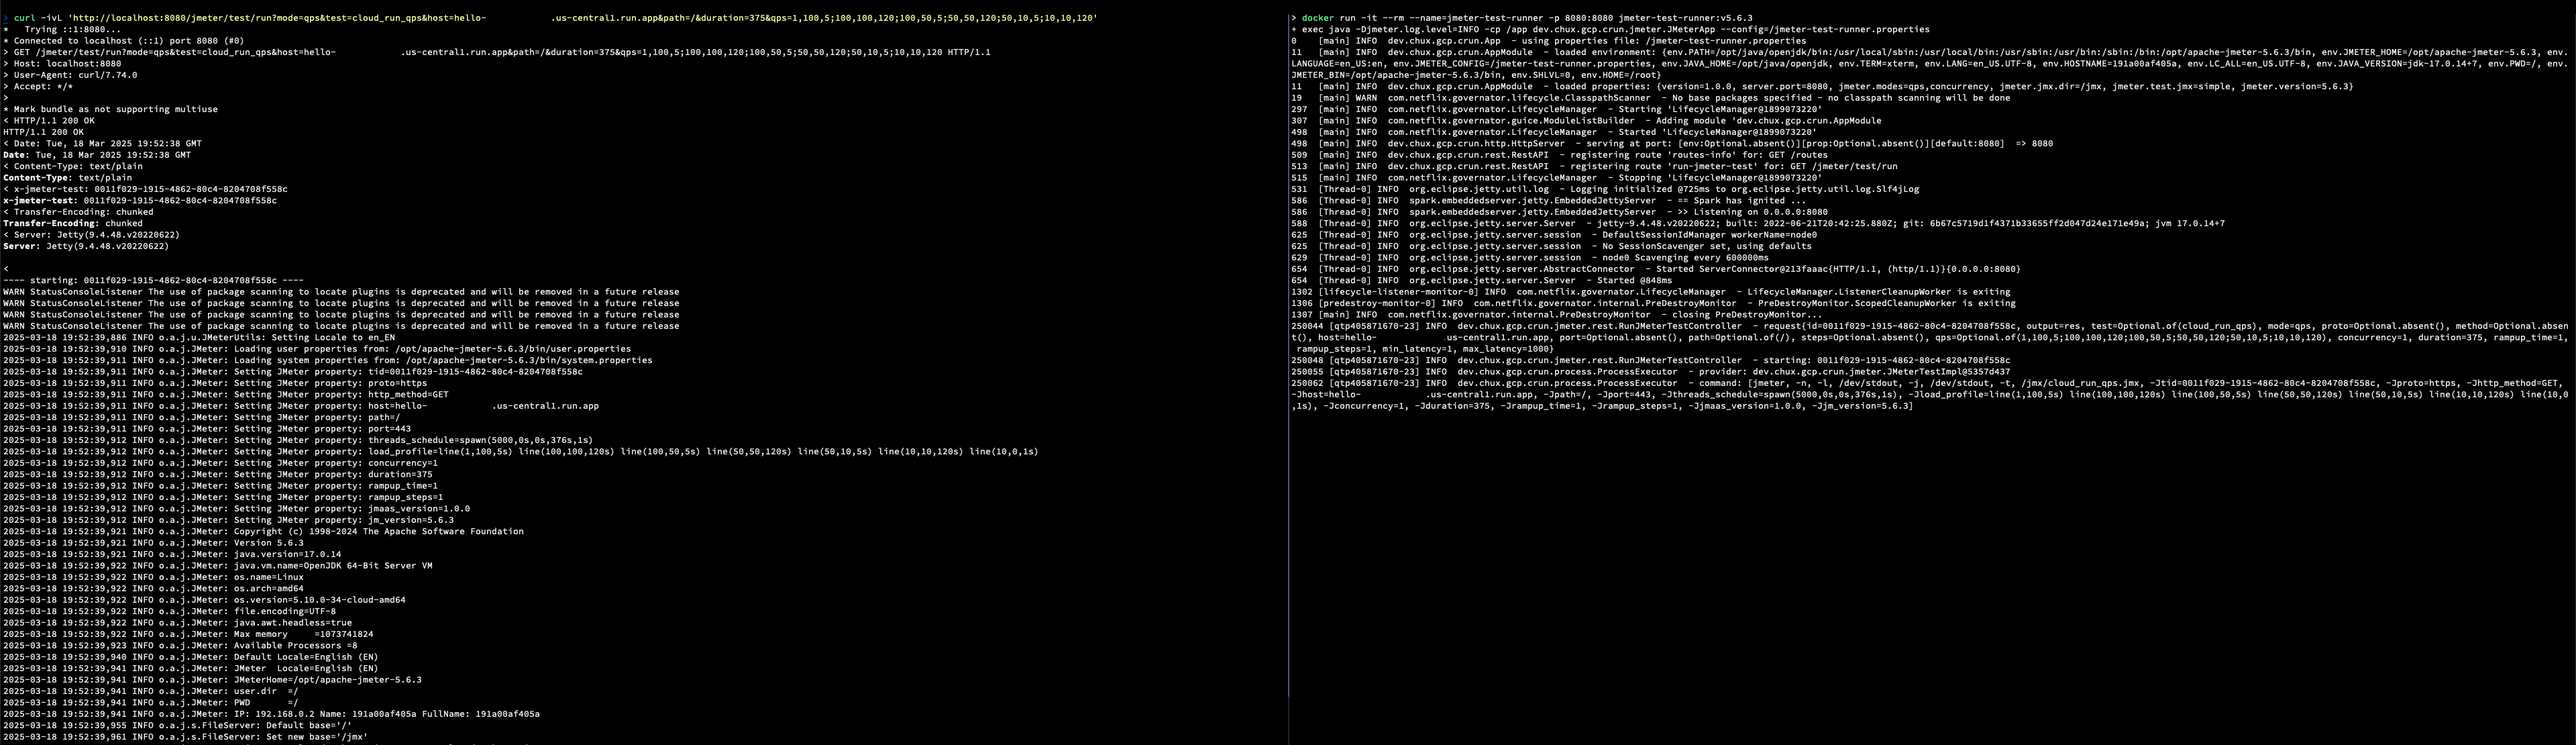 > curl -ivL 'http://localhost:8080/jmeter/test/run?mode=qps&test=cloud_run_qps&host=hello-            .us-central1.run.app&path=/&duration=375&qps=1,100,5;100,100,120;100,50,5;50,50,120;50,10,5;10,10,120'
*   Trying ::1:8080...
* Connected to localhost (::1) port 8080 (#0)
> GET /jmeter/test/run?mode=qps&test=cloud_run_qps&host=hello-            .us-central1.run.app&path=/&duration=375&qps=1,100,5;100,100,120;100,50,5;50,50,120;50,10,5;10,10,120 HTTP/1.1
> Host: localhost:8080
> User-Agent: curl/7.74.0
> Accept: */*
>
* Mark bundle as not supporting multiuse
< HTTP/1.1 200 OK
HTTP/1.1 200 OK
< Date: Tue, 18 Mar 2025 19:52:38 GMT
Date: Tue, 18 Mar 2025 19:52:38 GMT
< Content-Type: text/plain
Content-Type: text/plain
< x-jmeter-test: 0011f029-1915-4862-80c4-8204708f558c
x-jmeter-test: 0011f029-1915-4862-80c4-8204708f558c
< Transfer-Encoding: chunked
Transfer-Encoding: chunked
< Server: Jetty(9.4.48.v20220622)
Server: Jetty(9.4.48.v20220622)
<
---- starting: 0011f029-1915-4862-80c4-8204708f558c ----
WARN StatusConsoleListener The use of package scanning to locate plugins is deprecated and will be removed in a future release
WARN StatusConsoleListener The use of package scanning to locate plugins is deprecated and will be removed in a future release
WARN StatusConsoleListener The use of package scanning to locate plugins is deprecated and will be removed in a future release
WARN StatusConsoleListener The use of package scanning to locate plugins is deprecated and will be removed in a future release
2025-03-18 19:52:39,886 INFO o.a.j.u.JMeterUtils: Setting Locale to en_EN
2025-03-18 19:52:39,910 INFO o.a.j.JMeter: Loading user properties from: /opt/apache-jmeter-5.6.3/bin/user.properties
2025-03-18 19:52:39,911 INFO o.a.j.JMeter: Loading system properties from: /opt/apache-jmeter-5.6.3/bin/system.properties
2025-03-18 19:52:39,911 INFO o.a.j.JMeter: Setting JMeter property: tid=0011f029-1915-4862-80c4-8204708f558c
2025-03-18 19:52:39,911 INFO o.a.j.JMeter: Setting JMeter property: proto=https
2025-03-18 19:52:39,911 INFO o.a.j.JMeter: Setting JMeter property: http_method=GET
2025-03-18 19:52:39,911 INFO o.a.j.JMeter: Setting JMeter property: host=hello-            .us-central1.run.app
2025-03-18 19:52:39,911 INFO o.a.j.JMeter: Setting JMeter property: path=/
2025-03-18 19:52:39,911 INFO o.a.j.JMeter: Setting JMeter property: port=443
2025-03-18 19:52:39,912 INFO o.a.j.JMeter: Setting JMeter property: threads_schedule=spawn(5000,0s,0s,376s,1s)
2025-03-18 19:52:39,912 INFO o.a.j.JMeter: Setting JMeter property: load_profile=line(1,100,5s) line(100,100,120s) line(100,50,5s) line(50,50,120s) line(50,10,5s) line(10,10,120s) line(10,0,1s)
2025-03-18 19:52:39,912 INFO o.a.j.JMeter: Setting JMeter property: concurrency=1
2025-03-18 19:52:39,912 INFO o.a.j.JMeter: Setting JMeter property: duration=375
2025-03-18 19:52:39,912 INFO o.a.j.JMeter: Setting JMeter property: rampup_time=1
2025-03-18 19:52:39,912 INFO o.a.j.JMeter: Setting JMeter property: rampup_steps=1
2025-03-18 19:52:39,912 INFO o.a.j.JMeter: Setting JMeter property: jmaas_version=1.0.0
2025-03-18 19:52:39,912 INFO o.a.j.JMeter: Setting JMeter property: jm_version=5.6.3
2025-03-18 19:52:39,921 INFO o.a.j.JMeter: Copyright (c) 1998-2024 The Apache Software Foundation
2025-03-18 19:52:39,921 INFO o.a.j.JMeter: Version 5.6.3
2025-03-18 19:52:39,921 INFO o.a.j.JMeter: java.version=17.0.14
2025-03-18 19:52:39,922 INFO o.a.j.JMeter: java.vm.name=OpenJDK 64-Bit Server VM
2025-03-18 19:52:39,922 INFO o.a.j.JMeter: os.name=Linux
2025-03-18 19:52:39,922 INFO o.a.j.JMeter: os.arch=amd64
2025-03-18 19:52:39,922 INFO o.a.j.JMeter: os.version=5.10.0-34-cloud-amd64
2025-03-18 19:52:39,922 INFO o.a.j.JMeter: file.encoding=UTF-8
2025-03-18 19:52:39,922 INFO o.a.j.JMeter: java.awt.headless=true
2025-03-18 19:52:39,922 INFO o.a.j.JMeter: Max memory     =1073741824
2025-03-18 19:52:39,923 INFO o.a.j.JMeter: Available Processors =8
2025-03-18 19:52:39,940 INFO o.a.j.JMeter: Default Locale=English (EN)
2025-03-18 19:52:39,941 INFO o.a.j.JMeter: JMeter  Locale=English (EN)
2025-03-18 19:52:39,941 INFO o.a.j.JMeter: JMeterHome=/opt/apache-jmeter-5.6.3
2025-03-18 19:52:39,941 INFO o.a.j.JMeter: user.dir  =/
2025-03-18 19:52:39,941 INFO o.a.j.JMeter: PWD       =/
2025-03-18 19:52:39,941 INFO o.a.j.JMeter: IP: 192.168.0.2 Name: 191a00af405a FullName: 191a00af405a
2025-03-18 19:52:39,955 INFO o.a.j.s.FileServer: Default base='/'
2025-03-18 19:52:39,961 INFO o.a.j.s.FileServer: Set new base='/jmx'
> docker run -it --rm --name=jmeter-test-runner -p 8080:8080 jmeter-test-runner:v5.6.3
+ exec java -Djmeter.log.level=INFO -cp /app dev.chux.gcp.crun.jmeter.JMeterApp --config=/jmeter-test-runner.properties
0    [main] INFO  dev.chux.gcp.crun.App  - using properties file: /jmeter-test-runner.properties
11   [main] INFO  dev.chux.gcp.crun.AppModule  - loaded environment: {env.PATH=/opt/java/openjdk/bin:/usr/local/sbin:/usr/local/bin:/usr/sbin:/usr/bin:/sbin:/bin:/opt/apache-jmeter-5.6.3/bin, env.JMETER_HOME=/opt/apache-jmeter-5.6.3, env.
LANGUAGE=en_US:en, env.JMETER_CONFIG=/jmeter-test-runner.properties, env.JAVA_HOME=/opt/java/openjdk, env.TERM=xterm, env.LANG=en_US.UTF-8, env.HOSTNAME=191a00af405a, env.LC_ALL=en_US.UTF-8, env.JAVA_VERSION=jdk-17.0.14+7, env.PWD=/, env.
JMETER_BIN=/opt/apache-jmeter-5.6.3/bin, env.SHLVL=0, env.HOME=/root}
11   [main] INFO  dev.chux.gcp.crun.AppModule  - loaded properties: {version=1.0.0, server.port=8080, jmeter.modes=qps,concurrency, jmeter.jmx.dir=/jmx, jmeter.test.jmx=simple, jmeter.version=5.6.3}
19   [main] WARN  com.netflix.governator.lifecycle.ClasspathScanner  - No base packages specified - no classpath scanning will be done
297  [main] INFO  com.netflix.governator.LifecycleManager  - Starting 'LifecycleManager@1899073220'
307  [main] INFO  com.netflix.governator.guice.ModuleListBuilder  - Adding module 'dev.chux.gcp.crun.AppModule
498  [main] INFO  com.netflix.governator.LifecycleManager  - Started 'LifecycleManager@1899073220'
498  [main] INFO  dev.chux.gcp.crun.http.HttpServer  - serving at port: [env:Optional.absent()][prop:Optional.absent()][default:8080]  => 8080
509  [main] INFO  dev.chux.gcp.crun.rest.RestAPI  - registering route 'routes-info' for: GET /routes
513  [main] INFO  dev.chux.gcp.crun.rest.RestAPI  - registering route 'run-jmeter-test' for: GET /jmeter/test/run
515  [main] INFO  com.netflix.governator.LifecycleManager  - Stopping 'LifecycleManager@1899073220'
531  [Thread-0] INFO  org.eclipse.jetty.util.log  - Logging initialized @725ms to org.eclipse.jetty.util.log.Slf4jLog
586  [Thread-0] INFO  spark.embeddedserver.jetty.EmbeddedJettyServer  - == Spark has ignited ...
586  [Thread-0] INFO  spark.embeddedserver.jetty.EmbeddedJettyServer  - >> Listening on 0.0.0.0:8080
588  [Thread-0] INFO  org.eclipse.jetty.server.Server  - jetty-9.4.48.v20220622; built: 2022-06-21T20:42:25.880Z; git: 6b67c5719d1f4371b33655ff2d047d24e171e49a; jvm 17.0.14+7
625  [Thread-0] INFO  org.eclipse.jetty.server.session  - DefaultSessionIdManager workerName=node0
625  [Thread-0] INFO  org.eclipse.jetty.server.session  - No SessionScavenger set, using defaults
629  [Thread-0] INFO  org.eclipse.jetty.server.session  - node0 Scavenging every 600000ms
654  [Thread-0] INFO  org.eclipse.jetty.server.AbstractConnector  - Started ServerConnector@213faaac{HTTP/1.1, (http/1.1)}{0.0.0.0:8080}
654  [Thread-0] INFO  org.eclipse.jetty.server.Server  - Started @848ms
1302 [lifecycle-listener-monitor-0] INFO  com.netflix.governator.LifecycleManager  - LifecycleManager.ListenerCleanupWorker is exiting
1306 [predestroy-monitor-0] INFO  com.netflix.governator.internal.PreDestroyMonitor  - PreDestroyMonitor.ScopedCleanupWorker is exiting
1307 [main] INFO  com.netflix.governator.internal.PreDestroyMonitor  - closing PreDestroyMonitor...
250044 [qtp405871670-23] INFO  dev.chux.gcp.crun.jmeter.rest.RunJMeterTestController  - request{id=0011f029-1915-4862-80c4-8204708f558c, output=res, test=Optional.of(cloud_run_qps), mode=qps, proto=Optional.absent(), method=Optional.absen
t(), host=hello-            .us-central1.run.app, port=Optional.absent(), path=Optional.of(/), steps=Optional.absent(), qps=Optional.of(1,100,5;100,100,120;100,50,5;50,50,120;50,10,5;10,10,120), concurrency=1, duration=375, rampup_time=1,
 rampup_steps=1, min_latency=1, max_latency=1000}
250048 [qtp405871670-23] INFO  dev.chux.gcp.crun.jmeter.rest.RunJMeterTestController  - starting: 0011f029-1915-4862-80c4-8204708f558c
250055 [qtp405871670-23] INFO  dev.chux.gcp.crun.process.ProcessExecutor  - provider: dev.chux.gcp.crun.jmeter.JMeterTestImpl@5357d437
250062 [qtp405871670-23] INFO  dev.chux.gcp.crun.process.ProcessExecutor  - command: [jmeter, -n, -l, /dev/stdout, -j, /dev/stdout, -t, /jmx/cloud_run_qps.jmx, -Jtid=0011f029-1915-4862-80c4-8204708f558c, -Jproto=https, -Jhttp_method=GET,
-Jhost=hello-            .us-central1.run.app, -Jpath=/, -Jport=443, -Jthreads_schedule=spawn(5000,0s,0s,376s,1s), -Jload_profile=line(1,100,5s) line(100,100,120s) line(100,50,5s) line(50,50,120s) line(50,10,5s) line(10,10,120s) line(10,0
,1s), -Jconcurrency=1, -Jduration=375, -Jrampup_time=1, -Jrampup_steps=1, -Jjmaas_version=1.0.0, -Jjm_version=5.6.3]